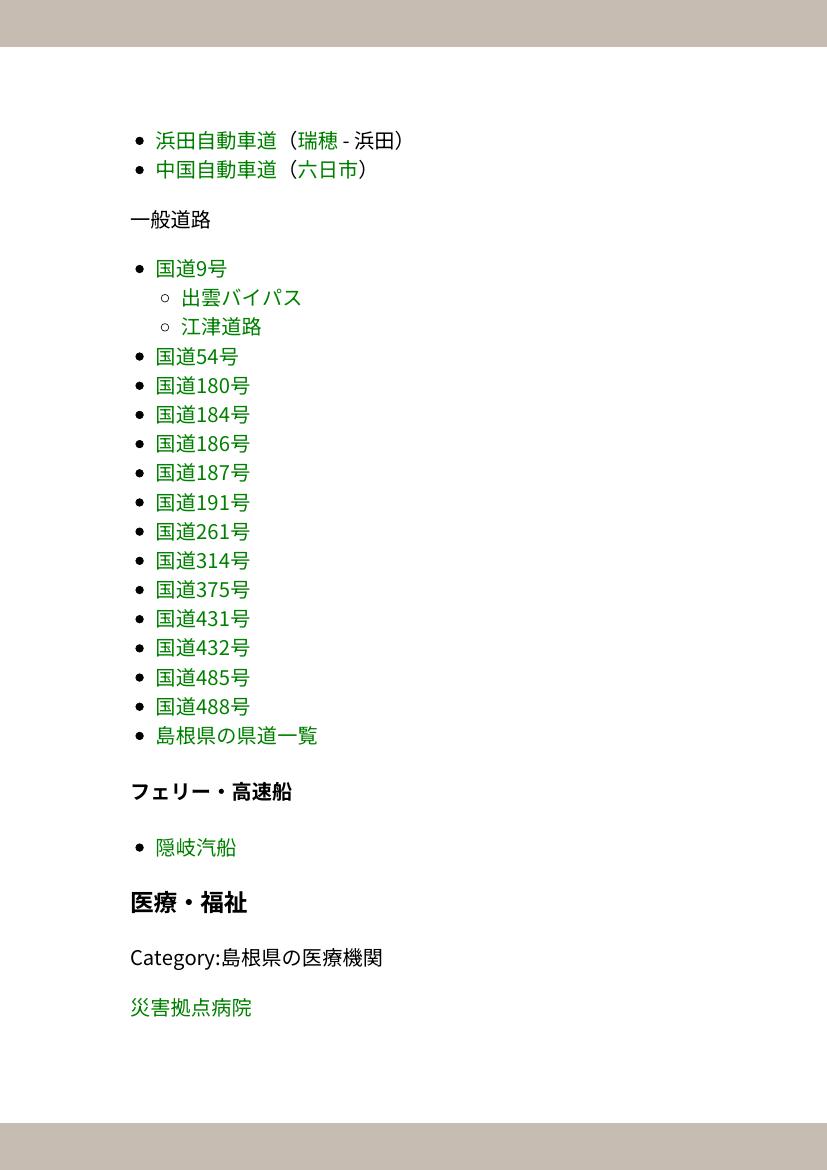 浜田自動車道（瑞穂 - 浜田）
中国自動車道（六日市）
一般道路
国道9号
出雲バイパス
江津道路
国道54号
国道180号
国道184号
国道186号
国道187号
国道191号
国道261号
国道314号
国道375号
国道431号
国道432号
国道485号
国道488号
島根県の県道一覧
フェリー・高速船
隠岐汽船
医療・福祉
Category:島根県の医療機関
災害拠点病院